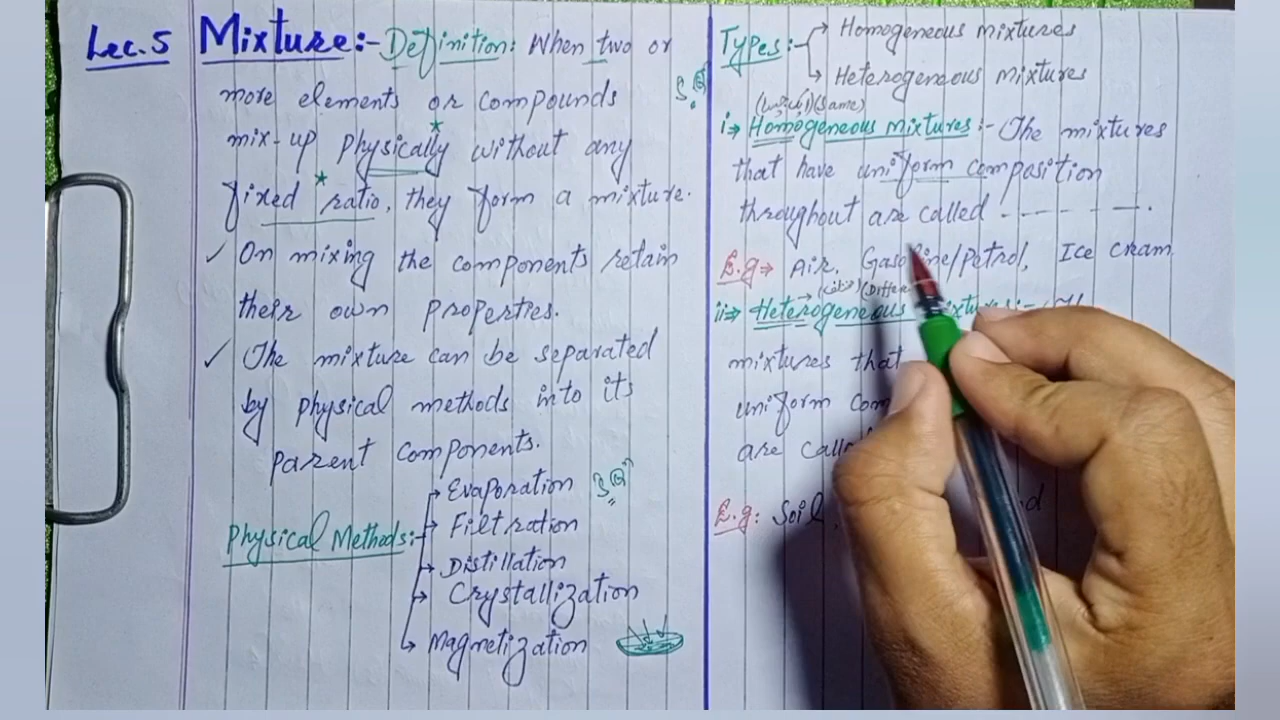 Lec.5
Mixture:- Definition: When two or
more elements or compounds
mix-up physically without any
fixed ratio, they form a mixture.
✓ On mixing the components retain
their own properties.
✓ The mixture can be separated
by physical methods into its
parent components.
Physical Methods:-
→ Evaporation
→ Filtration
→ Distillation
→ Crystallization
→ Magnetization
S.Q
"S.Q"
Types:-
→ Homogeneous mixtures
→ Heterogeneous Mixtures
(Same)
i⇒ Homogeneous mixtures:- The mixtures
that have uniform composition
throughout are called - - - - - .
E.g⇒ Air, Gasoline/Petrol, Ice cream
ii⇒ Heterogeneous
mixtures that
uniform
are
E.g: Soil,